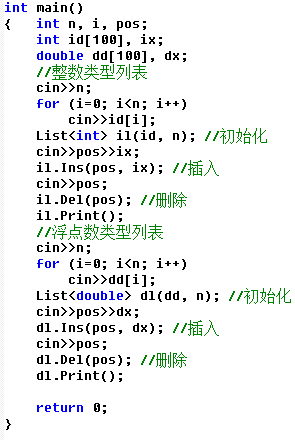 int main()
{   int n, i, pos;
    int id[100], ix;
    double dd[100], dx;
    //整数类型列表
    cin>>n;
    for (i=0; i<n; i++)
        cin>>id[i];
    List<int> il(id, n); //初始化
    cin>>pos>>ix;
    il.Ins(pos, ix); //插入
    cin>>pos;
    il.Del(pos); //删除
    il.Print();
    //浮点数类型列表
    cin>>n;
    for (i=0; i<n; i++)
        cin>>dd[i];
    List<double> dl(dd, n); //初始化
    cin>>pos>>dx;
    dl.Ins(pos, dx); //插入
    cin>>pos;
    dl.Del(pos); //删除
    dl.Print();

    return 0;
}